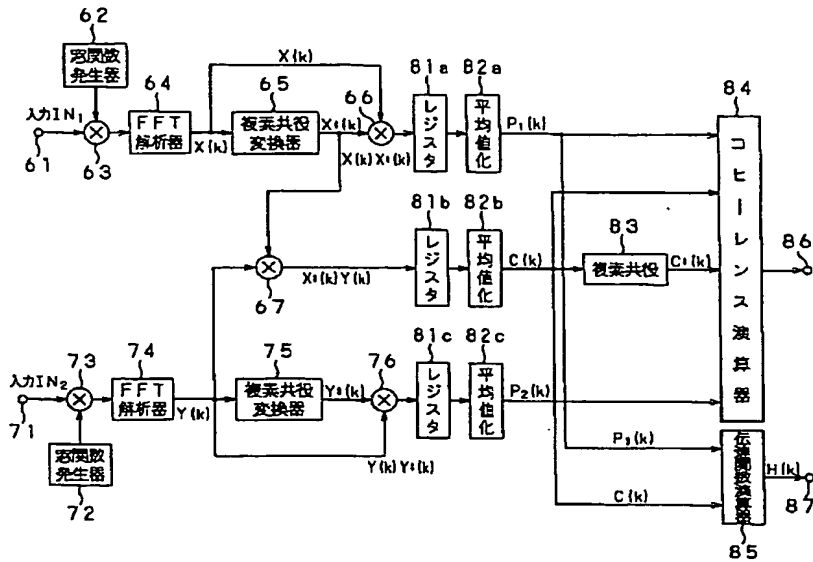 62
窓関数
発生器
入力IN₁
61
63
64
FFT
解析器
X(k)
X(k)
65
複素共役
変換器
X*(k)
66
X(k)X*(k)
81a
レジスタ
82a
平均値化
P₁(k)
84
コヒーレンス演算器
67
X*(k)Y(k)
81b
レジスタ
82b
平均値化
C(k)
83
複素共役
C*(k)
86
入力IN₂
71
73
窓関数
発生器
72
74
FFT
解析器
Y(k)
75
複素共役
変換器
Y*(k)
76
Y(k)Y*(k)
81c
レジスタ
82c
平均値化
P₂(k)
P₁(k)
C(k)
伝達関数演算器
85
H(k)
87